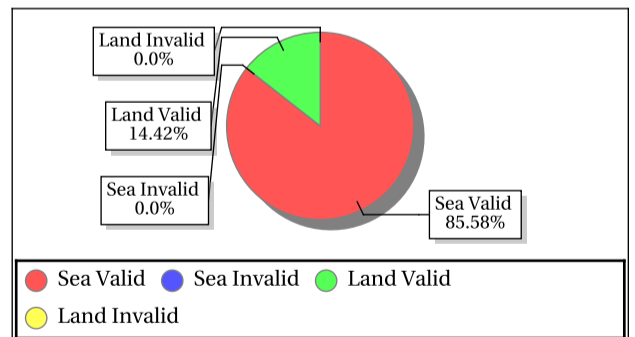 Land Invalid
0.0%
Land Valid
14.42%
Sea Invalid
0.0%
Sea Valid
85.58%
Sea Valid Sea Invalid Land Valid
Land Invalid